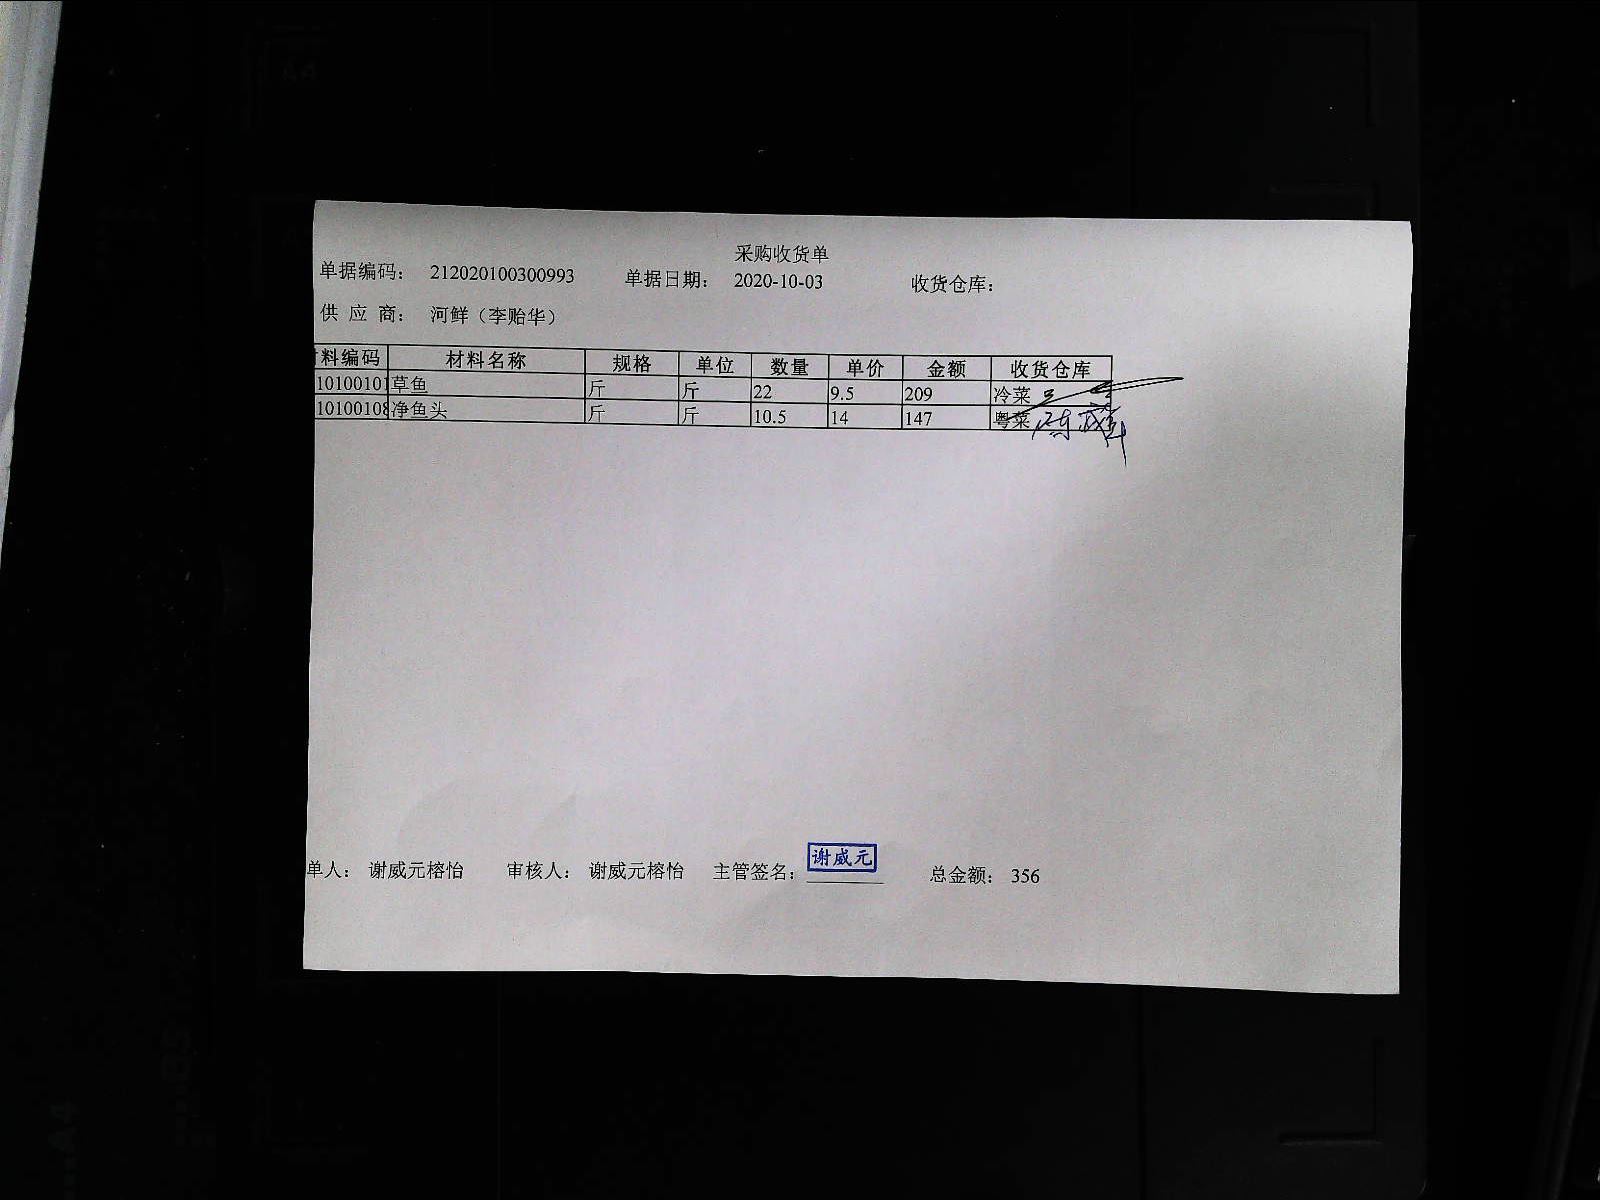 采购收货单
单据编码： 212020100300993 单据日期： 2020-10-03 收货仓库：
供 应 商： 河鲜（李贻华）
料编码 材料名称 规格 单位 数量 单价 金额 收货仓库
10100101 草鱼 斤 斤 22 9.5 209 冷菜
10100108 净鱼头 斤 斤 10.5 14 147 粤菜
单人： 谢威元榕怡 审核人： 谢威元榕怡 主管签名： 谢威元 总金额： 356